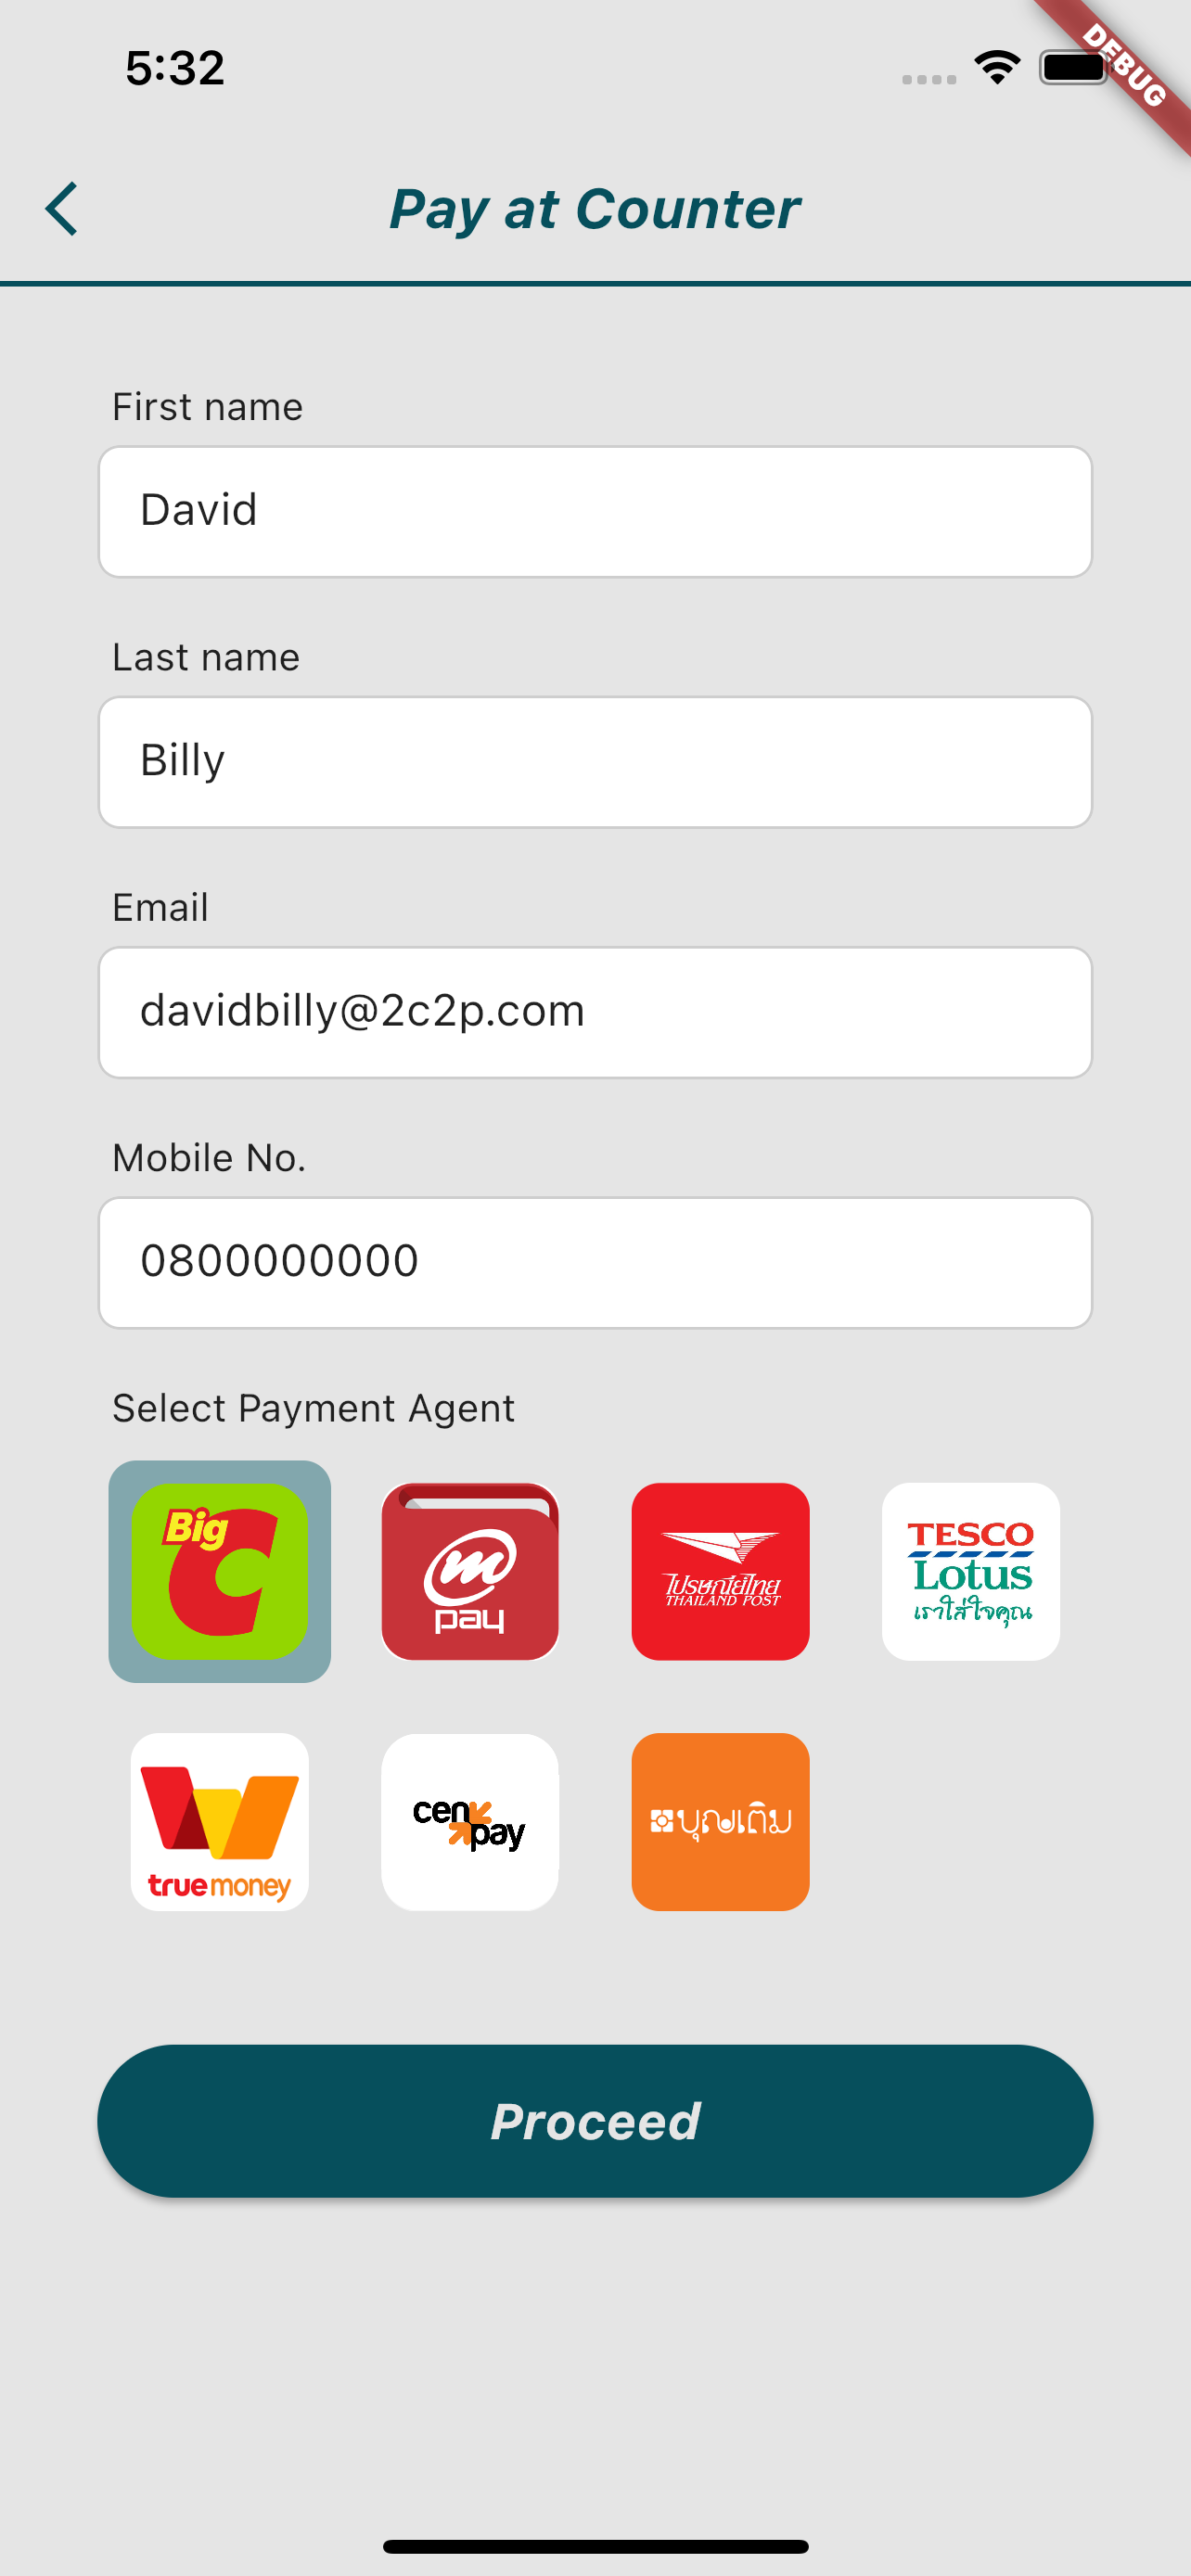 5:32
DEBUG
Pay at Counter
First name
David
Last name
Billy
Email
davidbilly@2c2p.com
Mobile No.
0800000000
Select Payment Agent
Big C
m pay
ไปรษณีย์ไทย
THAILAND POST
TESCO
Lotus
เราใส่ใจคุณ
truemoney
cenpay
บุญเติม
Proceed